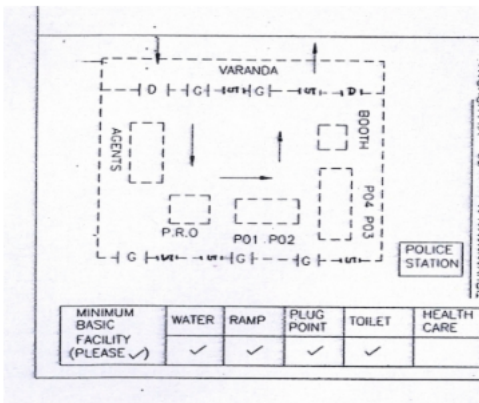 VARANDA
D G G D
AGENTS
BOOTH
P.R.O
P01 . P02
P04 P03
G G G
POLICE
STATION
MINIMUM
BASIC
FACILITY
(PLEASE ✓)
WATER
RAMP
PLUG
POINT
TOILET
HEALTH
CARE
✓ ✓ ✓ ✓